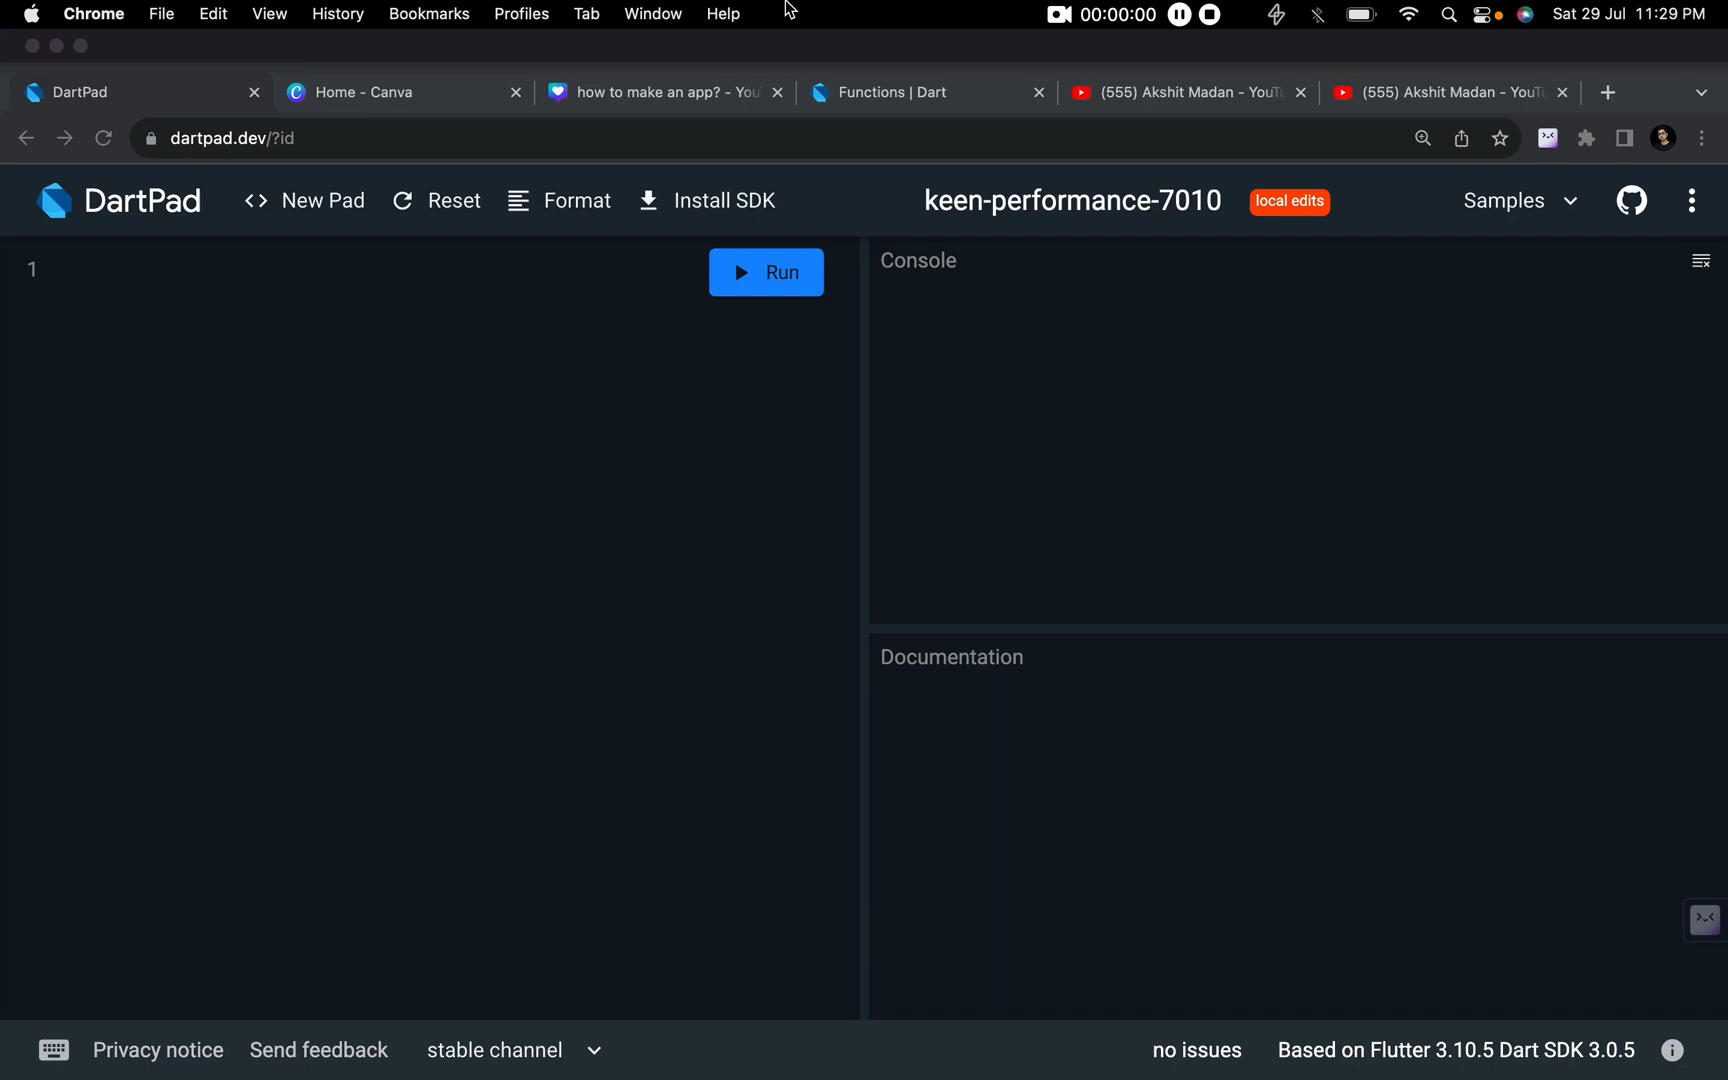 Chrome File Edit View History Bookmarks Profiles Tab Window Help 00:00:00 Sat 29 Jul 11:29 PM
DartPad Home - Canva how to make an app? - You Functions | Dart (555) Akshit Madan - YouTu (555) Akshit Madan - YouTu
dartpad.dev/?id
DartPad New Pad Reset Format Install SDK keen-performance-7010 local edits Samples
1 Run Console
Documentation
Privacy notice Send feedback stable channel no issues Based on Flutter 3.10.5 Dart SDK 3.0.5